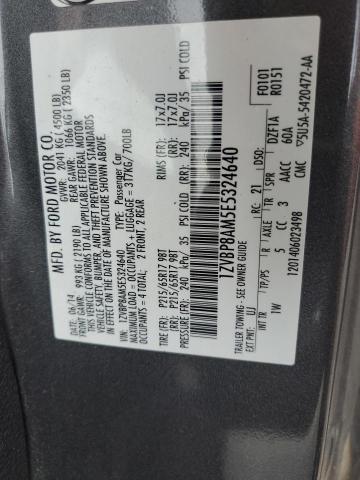 MFD. BY FORD MOTOR CO.
DATE: 06/14 GVWR: 2041 KG (4500 LB)
FRONT GAWR: 993 KG (2190 LB) REAR GAWR: 1066 KG (2350 LB)
THIS VEHICLE CONFORMS TO ALL APPLICABLE FEDERAL MOTOR VEHICLE
SAFETY, BUMPER, AND THEFT PREVENTION STANDARDS
IN EFFECT ON THE DATE OF MANUFACTURE SHOWN ABOVE.
VIN: 1ZVBP8AM5E5324640 TYPE: Passenger Car
MAXIMUM LOAD = OCCUPANTS + LUGGAGE = 317KG/700LB
OCCUPANTS = 4 TOTAL: 2 FRONT, 2 REAR
TIRE (FR): P215/65R17 98T RIMS (FR): 17x7.0J
(RR): P215/65R17 98T (RR): 17x7.0J
PRESSURE (FR): 240 kPa/ 35 PSI COLD (RR): 240 kPa/ 35 PSI COLD
1ZVBP8AM5E5324640
TRAILER TOWING - SEE OWNER GUIDE F0101
EXT PNT: UJ RC: 21 DSO: R0151
INT TR TP/PS R AXLE TR SPR DZF1A
1W 5 CC 3 AACC 60A
1201406023498 CMC 5U5A-5420472-AA